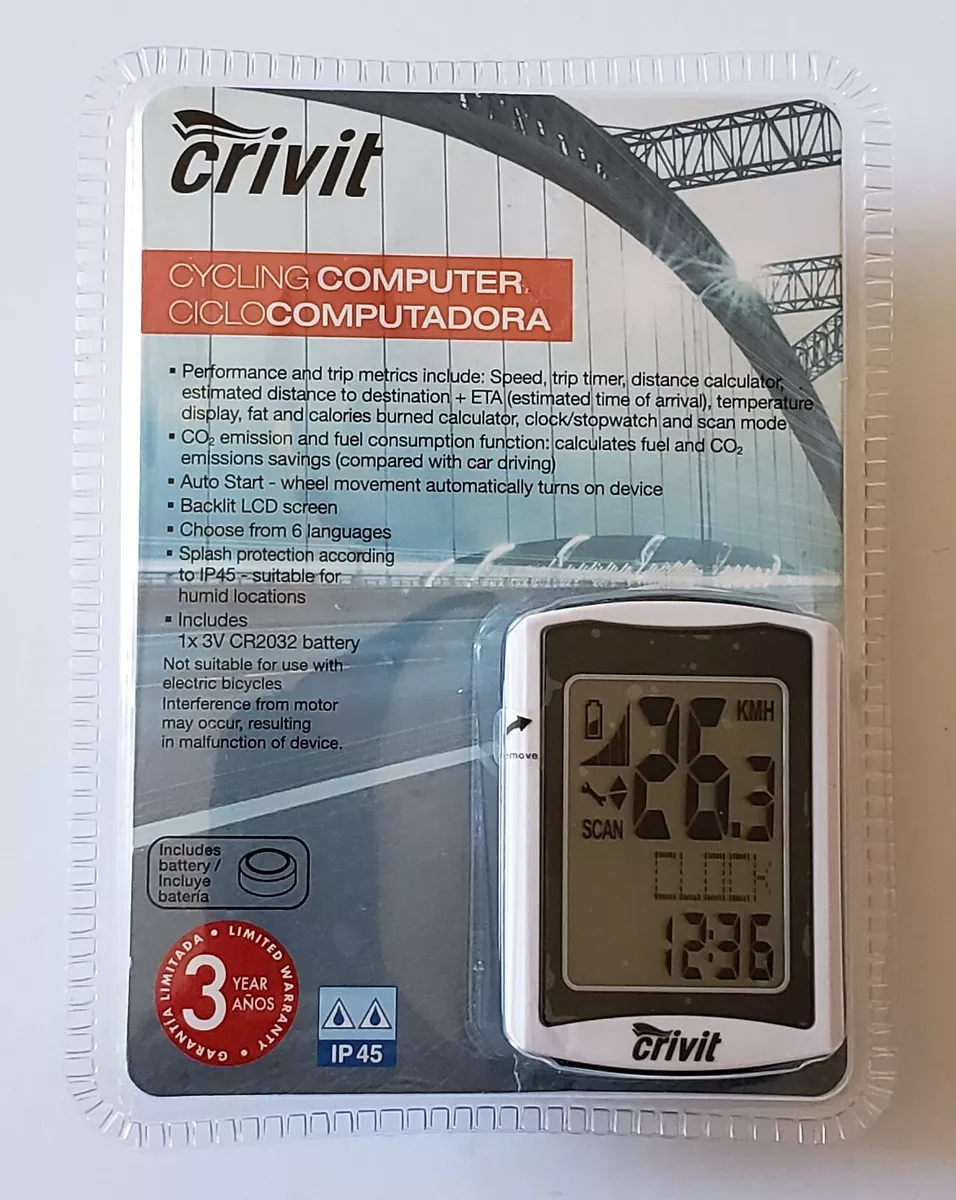 crivit
CYCLING COMPUTER
CICLOCOMPUTADORA
▪ Performance and trip metrics include: Speed, trip timer, distance calculator,
estimated distance to destination + ETA (estimated time of arrival), temperature
display, fat and calories burned calculator, clock/stopwatch and scan mode
▪ CO₂ emission and fuel consumption function: calculates fuel and CO₂
emissions savings (compared with car driving)
▪ Auto Start - wheel movement automatically turns on device
▪ Backlit LCD screen
▪ Choose from 6 languages
▪ Splash protection according
to IP45 - suitable for
humid locations
▪ Includes
1x 3V CR2032 battery
Not suitable for use with
electric bicycles
Interference from motor
may occur, resulting
in malfunction of device.
Includes
battery /
Incluye
batería
LIMITED WARRANTY • GARANTÍA LIMITADA •
3 YEAR
AÑOS
IP 45
KMH
26.3
SCAN
CLOCK
12:36
crivit